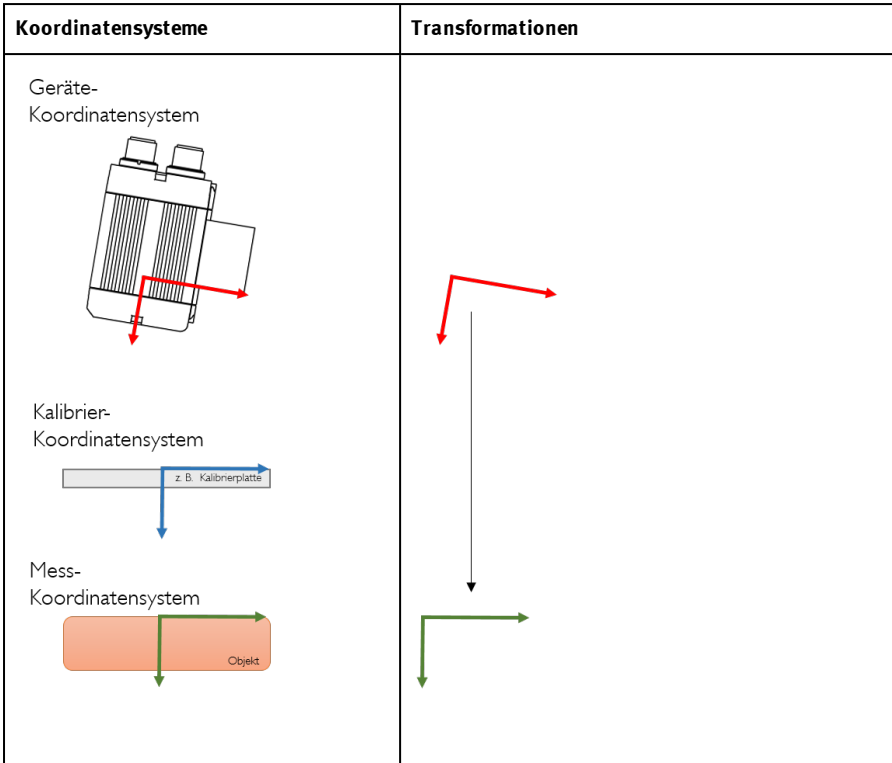 Koordinatensysteme
Transformationen
Geräte-
Koordinatensystem
Kalibrier-
Koordinatensystem
z. B. Kalibrierplatte
Mess-
Koordinatensystem
Objekt